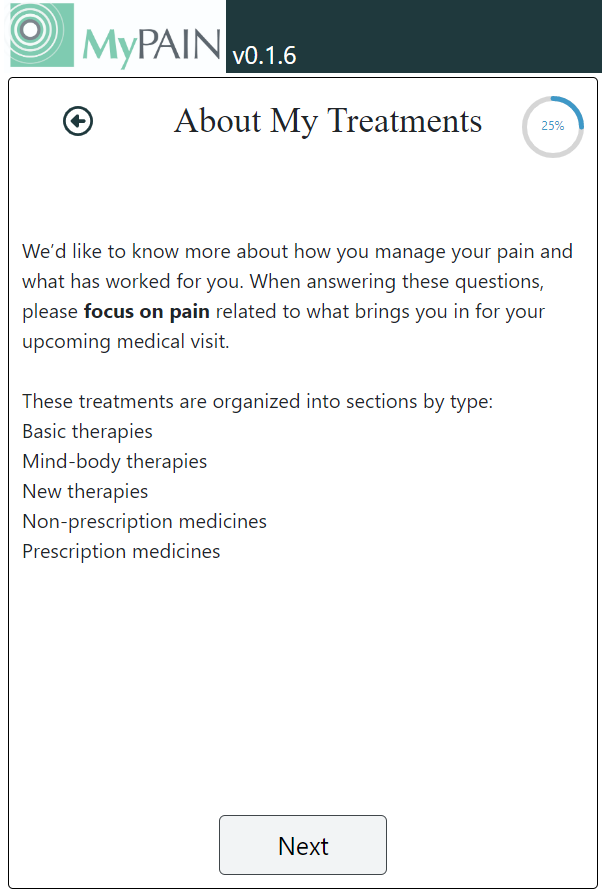 MyPAIN v0.1.6
About My Treatments
25%
We’d like to know more about how you manage your pain and
what has worked for you. When answering these questions,
please focus on pain related to what brings you in for your
upcoming medical visit.
These treatments are organized into sections by type:
Basic therapies
Mind-body therapies
New therapies
Non-prescription medicines
Prescription medicines
Next